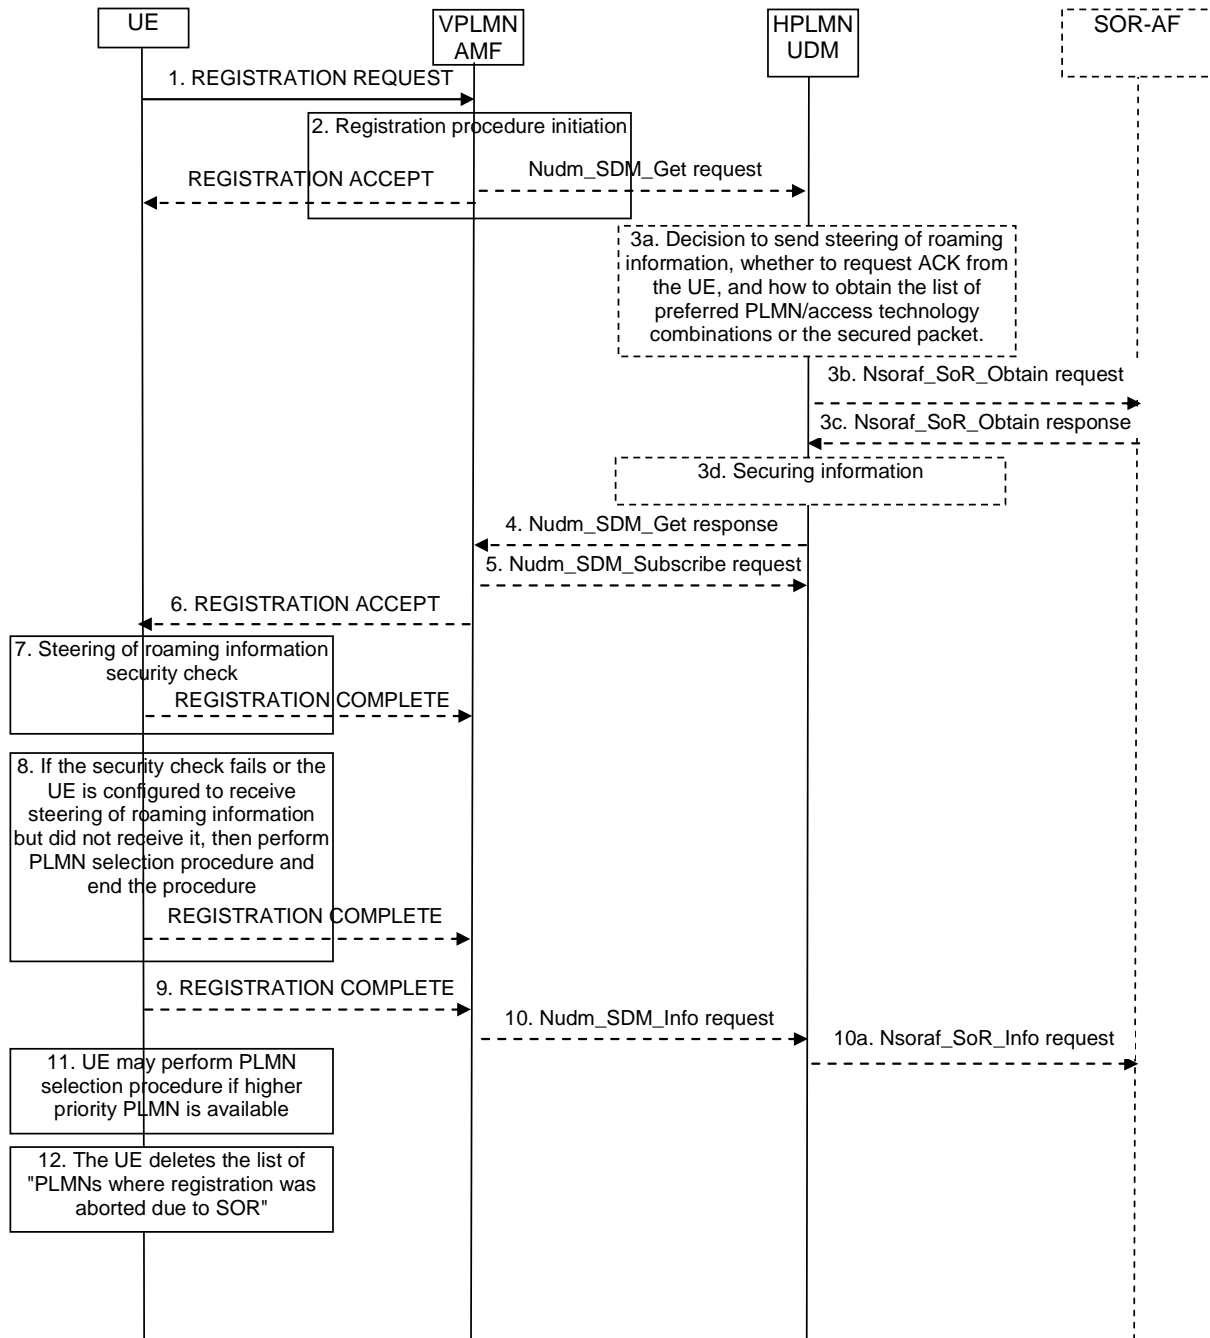 UE
VPLMN
AMF
HPLMN
UDM
SOR-AF
1. REGISTRATION REQUEST
2. Registration procedure initiation
Nudm_SDM_Get request
REGISTRATION ACCEPT
3a. Decision to send steering of roaming
information, whether to request ACK from
the UE, and how to obtain the list of
preferred PLMN/access technology
combinations or the secured packet.
3b. Nsoraf_SoR_Obtain request
3c. Nsoraf_SoR_Obtain response
3d. Securing information
4. Nudm_SDM_Get response
5. Nudm_SDM_Subscribe request
6. REGISTRATION ACCEPT
7. Steering of roaming information
security check
REGISTRATION COMPLETE
8. If the security check fails or the
UE is configured to receive
steering of roaming information
but did not receive it, then perform
PLMN selection procedure and
end the procedure
REGISTRATION COMPLETE
9. REGISTRATION COMPLETE
10. Nudm_SDM_Info request
10a. Nsoraf_SoR_Info request
11. UE may perform PLMN
selection procedure if higher
priority PLMN is available
12. The UE deletes the list of
"PLMNs where registration was
aborted due to SOR"